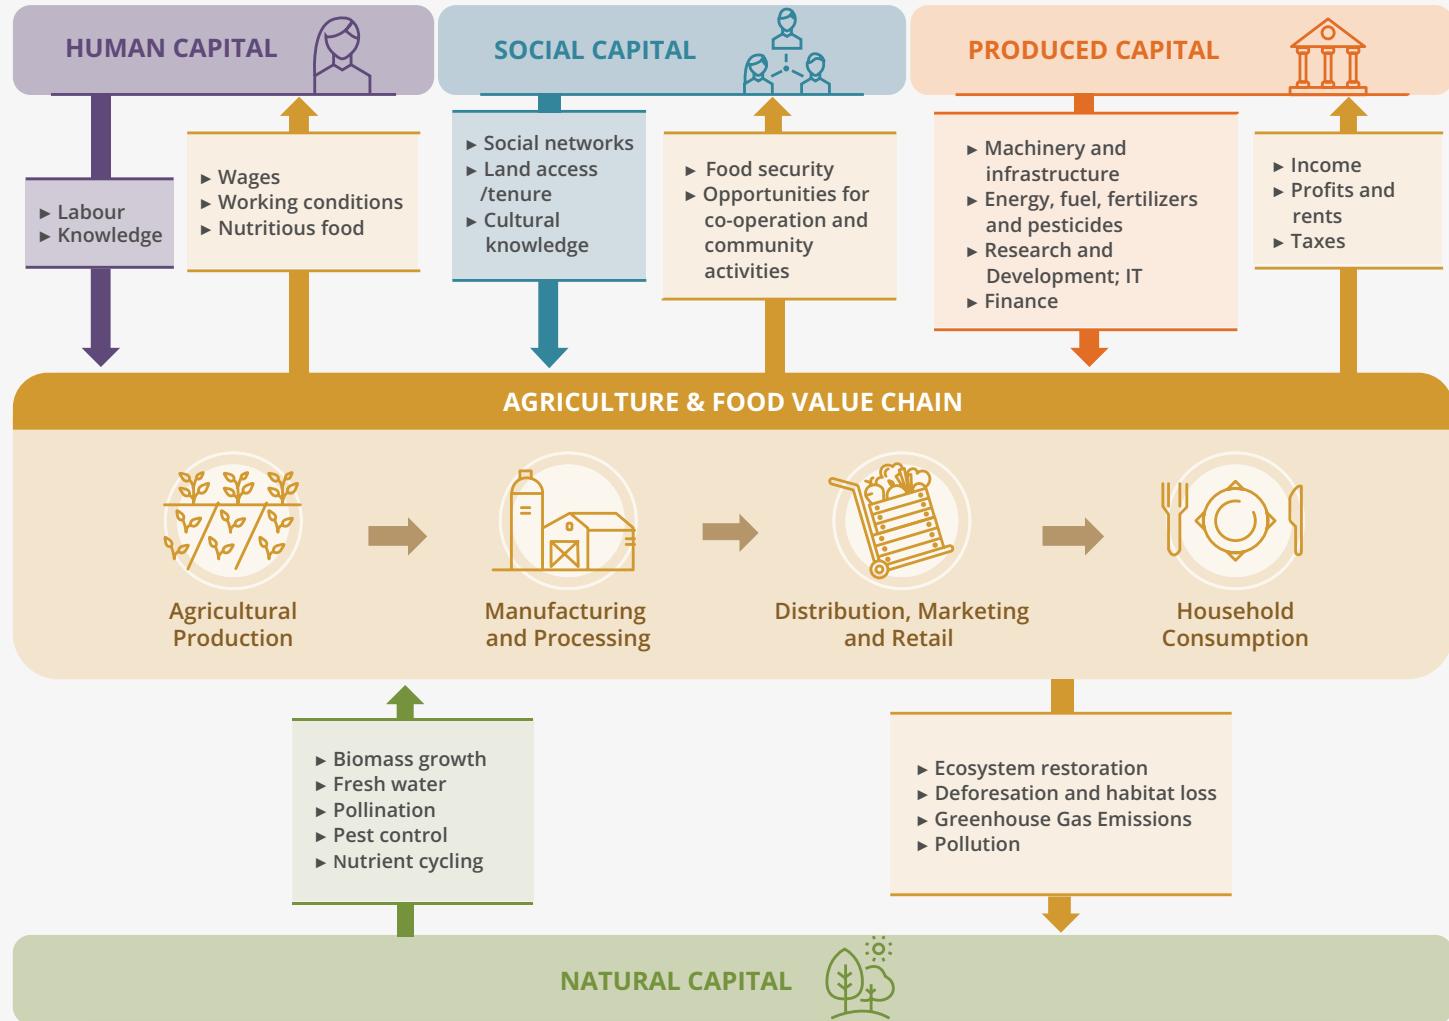 HUMAN CAPITAL
SOCIAL CAPITAL
PRODUCED CAPITAL
► Labour
► Knowledge
► Wages
► Working conditions
► Nutritious food
► Social networks
► Land access
/tenure
► Cultural
knowledge
► Food security
► Opportunities for
co-operation and
community
activities
► Machinery and
infrastructure
► Energy, fuel, fertilizers
and pesticides
► Research and
Development; IT
► Finance
► Income
► Profits and
rents
► Taxes
AGRICULTURE & FOOD VALUE CHAIN
Agricultural
Production
Manufacturing
and Processing
Distribution, Marketing
and Retail
Household
Consumption
► Biomass growth
► Fresh water
► Pollination
► Pest control
► Nutrient cycling
► Ecosystem restoration
► Deforesation and habitat loss
► Greenhouse Gas Emissions
► Pollution
NATURAL CAPITAL